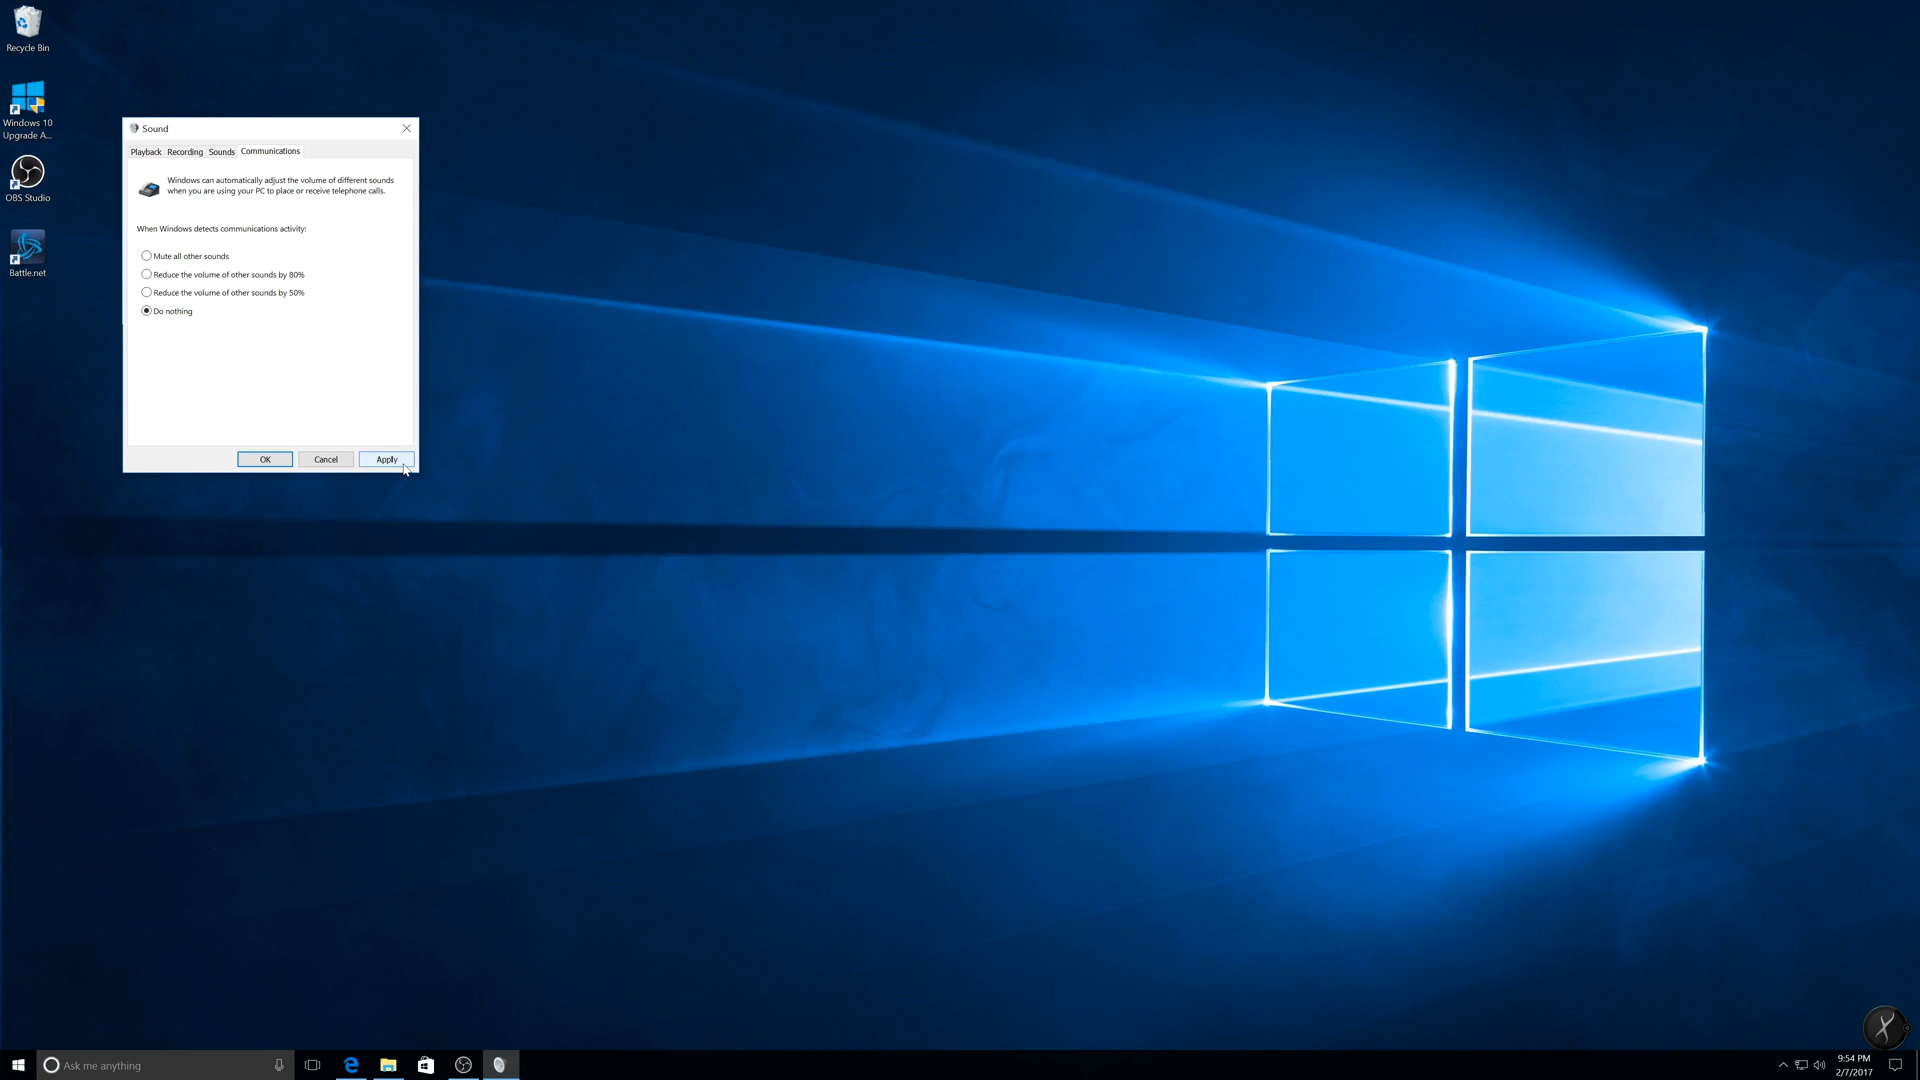 Recycle Bin
Windows 10
Upgrade A...
OBS Studio
Battle.net
Sound
Playback Recording Sounds Communications
Windows can automatically adjust the volume of different sounds
when you are using your PC to place or receive telephone calls.
When Windows detects communications activity:
Mute all other sounds
Reduce the volume of other sounds by 80%
Reduce the volume of other sounds by 50%
Do nothing
OK Cancel Apply
Ask me anything
9:54 PM
2/7/2017